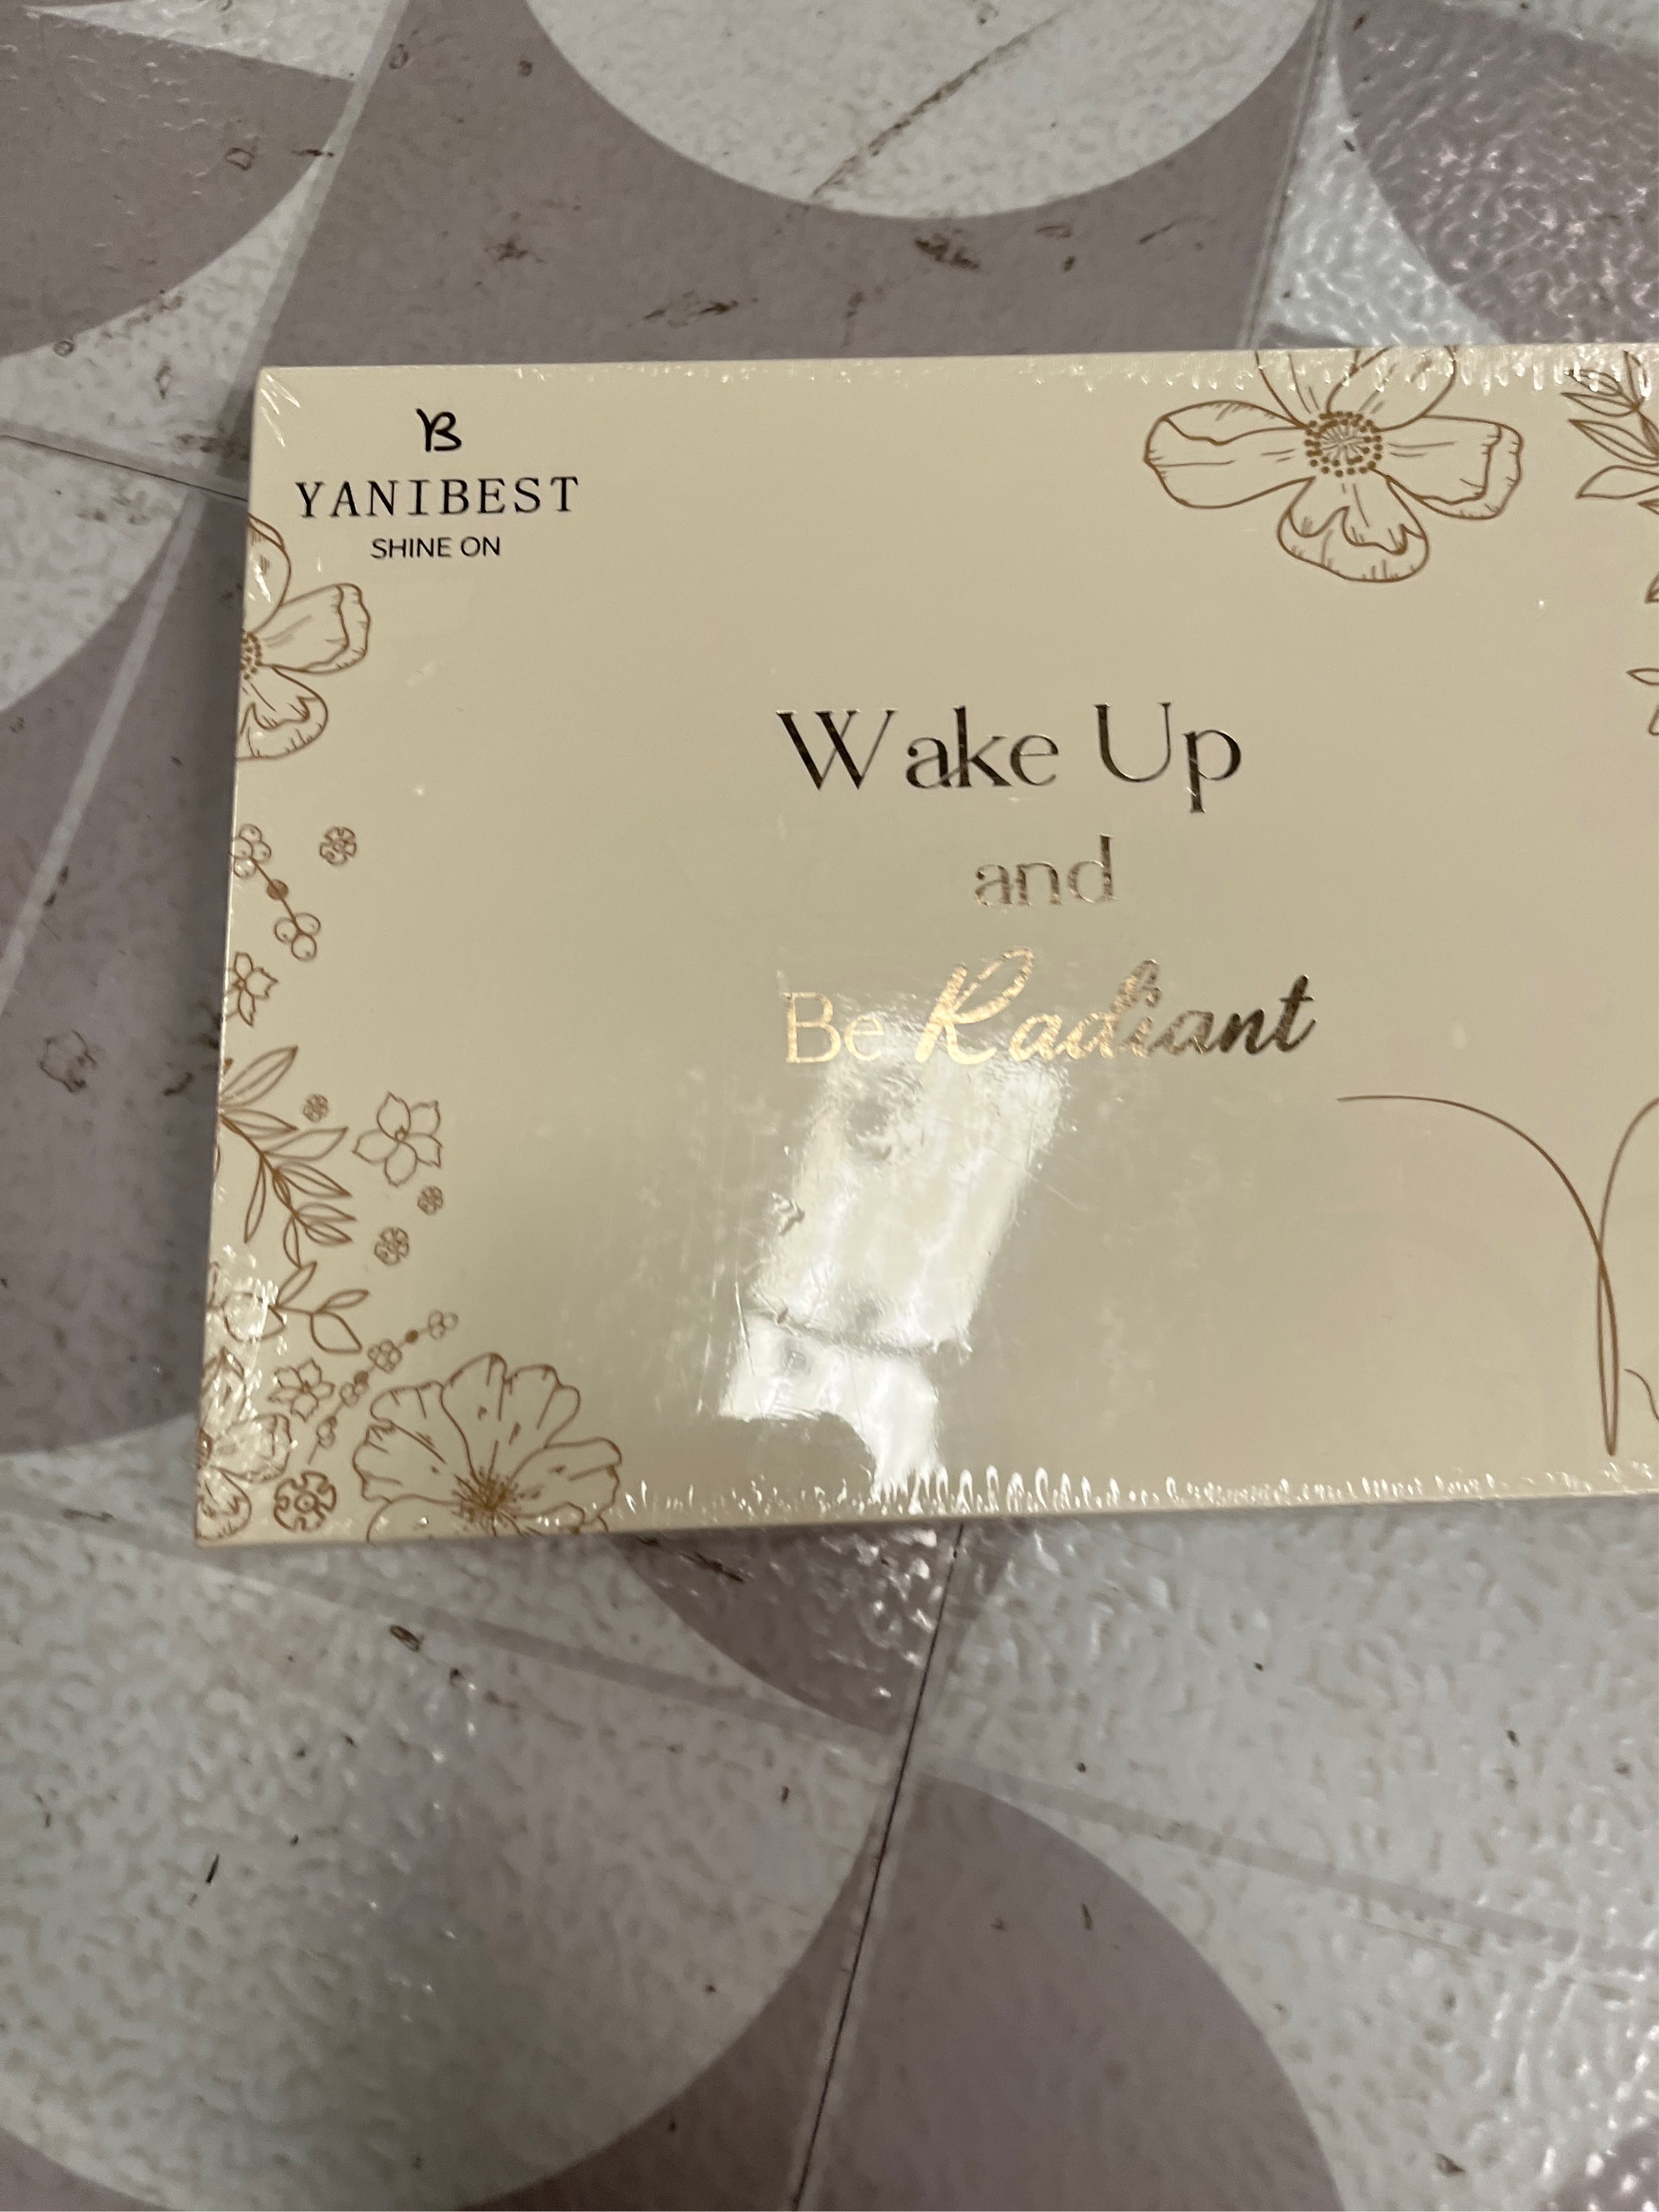 YB
YANIBEST
SHINE ON
Wake Up
and
Be Radiant